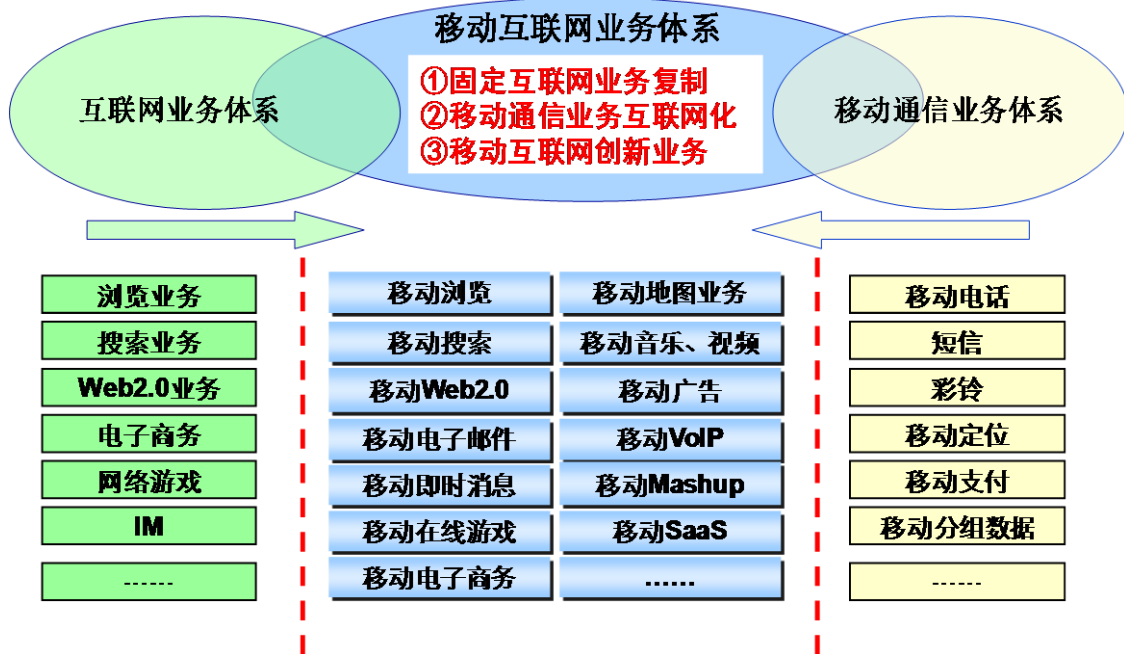 移动互联网业务体系
①固定互联网业务复制
②移动通信业务互联网化
③移动互联网创新业务
互联网业务体系
移动通信业务体系
浏览业务
搜索业务
Web2.0业务
电子商务
网络游戏
IM
------
移动浏览
移动搜索
移动Web2.0
移动电子邮件
移动即时消息
移动在线游戏
移动电子商务
移动地图业务
移动音乐、视频
移动广告
移动VoIP
移动Mashup
移动SaaS
……
移动电话
短信
彩铃
移动定位
移动支付
移动分组数据
------